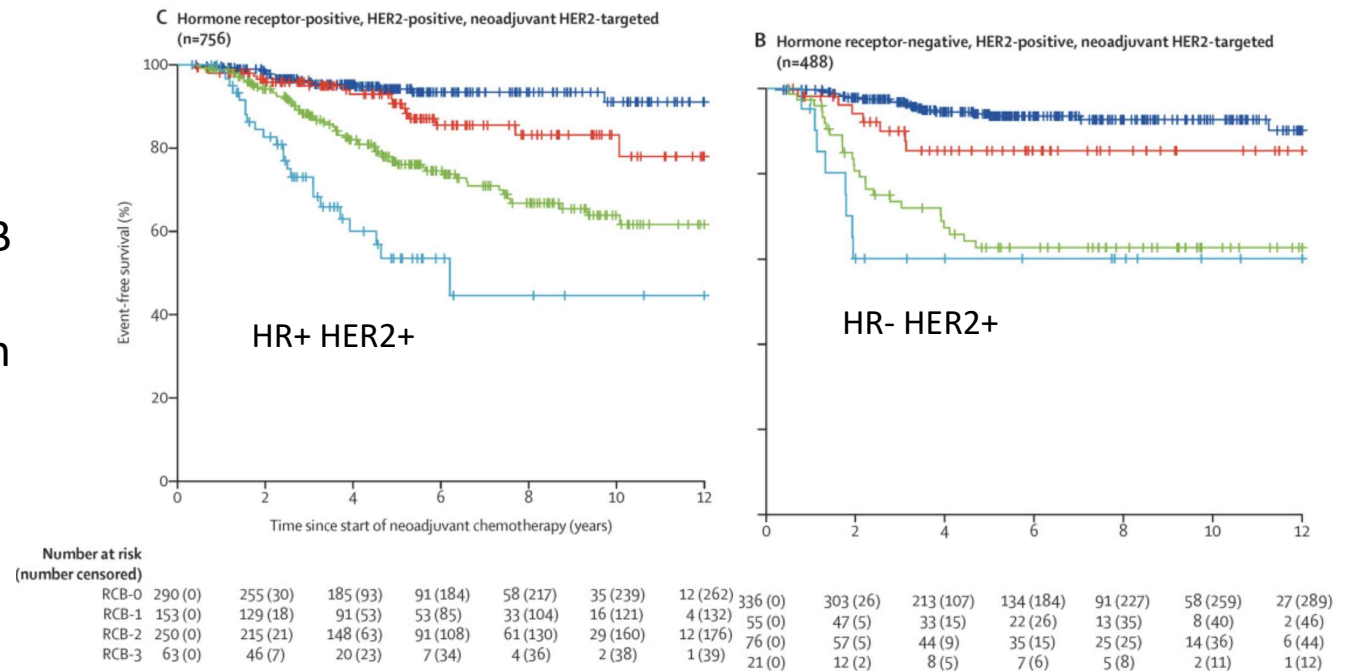 C Hormone receptor-positive, HER2-positive, neoadjuvant HER2-targeted
(n=756)
100
80
60
40
20
0
Event-free survival (%)
HR+ HER2+
0 2 4 6 8 10 12
Time since start of neoadjuvant chemotherapy (years)
B Hormone receptor-negative, HER2-positive, neoadjuvant HER2-targeted
(n=488)
HR- HER2+
0 2 4 6 8 10 12
3
Number at risk
(number censored)
RCB-0 290 (0) 255 (30) 185 (93) 91 (184) 58 (217) 35 (239) 12 (262)
RCB-1 153 (0) 129 (18) 91 (53) 53 (85) 33 (104) 16 (121) 4 (132)
RCB-2 250 (0) 215 (21) 148 (63) 91 (108) 61 (130) 29 (160) 12 (176)
RCB-3 63 (0) 46 (7) 20 (23) 7 (34) 4 (36) 2 (38) 1 (39)
336 (0) 303 (26) 213 (107) 134 (184) 91 (227) 58 (259) 27 (289)
55 (0) 47 (5) 33 (15) 22 (26) 13 (35) 8 (40) 2 (46)
76 (0) 57 (5) 44 (9) 35 (15) 25 (25) 14 (36) 6 (44)
21 (0) 12 (2) 8 (5) 7 (6) 5 (8) 2 (11) 1 (12)